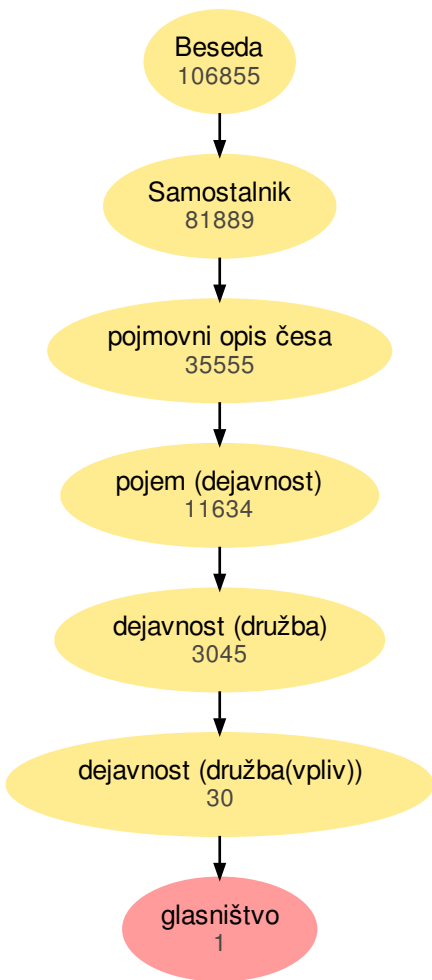 Beseda
106855
Samostalnik
81889
pojmovni opis česa
35555
pojem (dejavnost)
11634
dejavnost (družba)
3045
dejavnost (družba(vpliv))
30
glasništvo
1